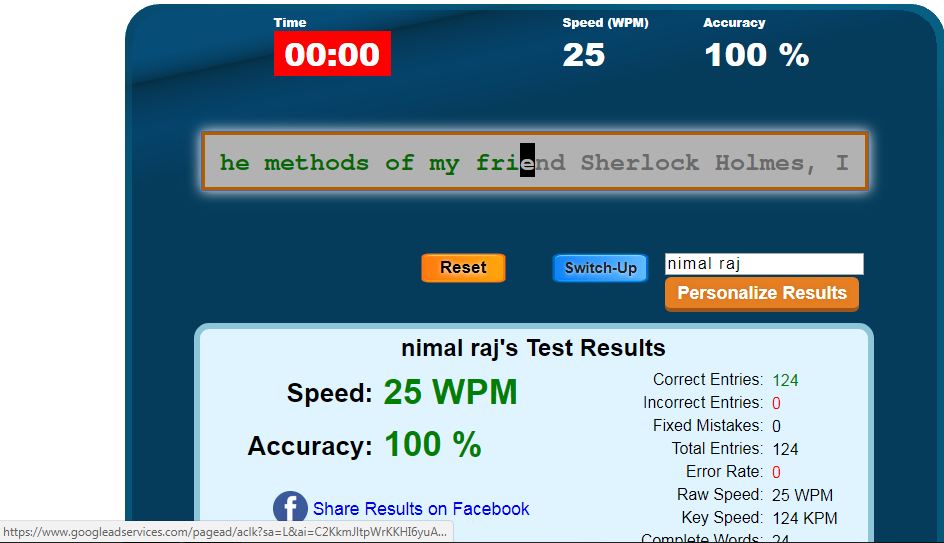 Time Speed (WPM) Accuracy
00:00 25 100 %
he methods of my friend Sherlock Holmes, I
Reset Switch-Up nimal raj
Personalize Results
nimal raj's Test Results
Speed: 25 WPM
Accuracy: 100 %
Share Results on Facebook
Correct Entries: 124
Incorrect Entries: 0
Fixed Mistakes: 0
Total Entries: 124
Error Rate: 0
Raw Speed: 25 WPM
Key Speed: 124 KPM
Complete Words: 24
https://www.googleadservices.com/pagead/aclk?sa=L&ai=C2KkmJltpWrKKHI6yuA...